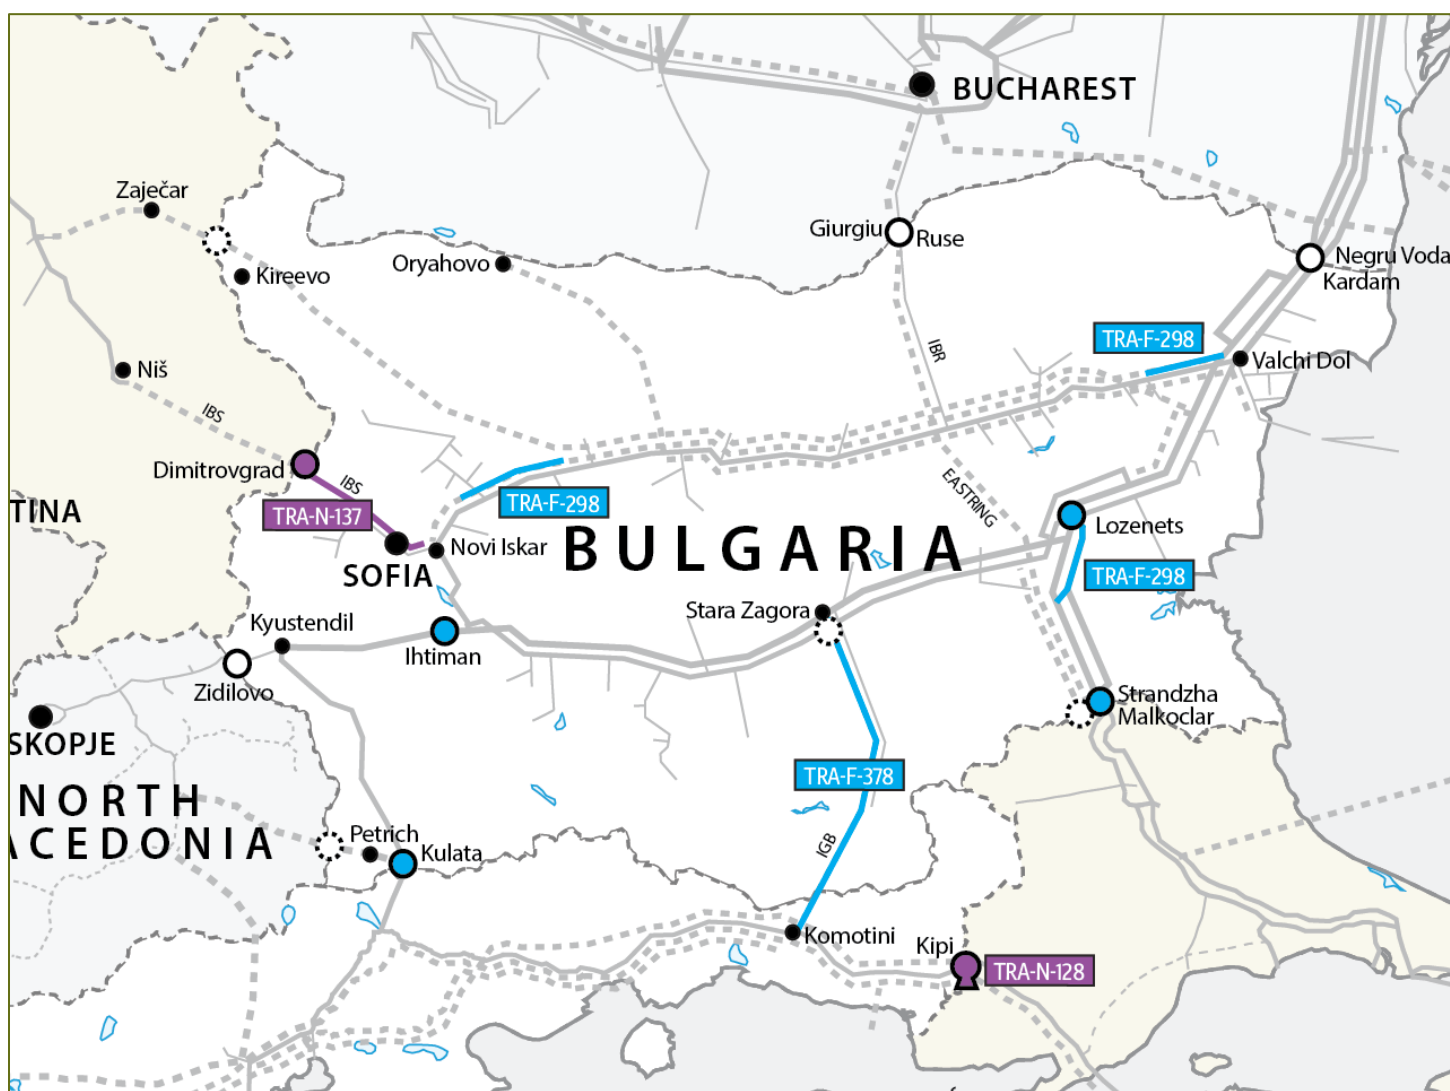 BUCHAREST
Zaječar
Giurgiu
Ruse
Oryahovo
Kireevo
Negru Voda
Kardam
IBR
TRA-F-298
Valchi Dol
Niš
IBS
Dimitrovgrad
IBS
TRA-N-137
TRA-F-298
EASTRING
TINA
Lozenets
Novi Iskar
BULGARIA
SOFIA
TRA-F-298
Stara Zagora
Kyustendil
Ihtiman
Zidilovo
Strandzha
Malkoclar
SKOPJE
TRA-F-378
NORTH
ACEDONIA
Petrich
Kulata
IGB
Komotini
Kipi
TRA-N-128